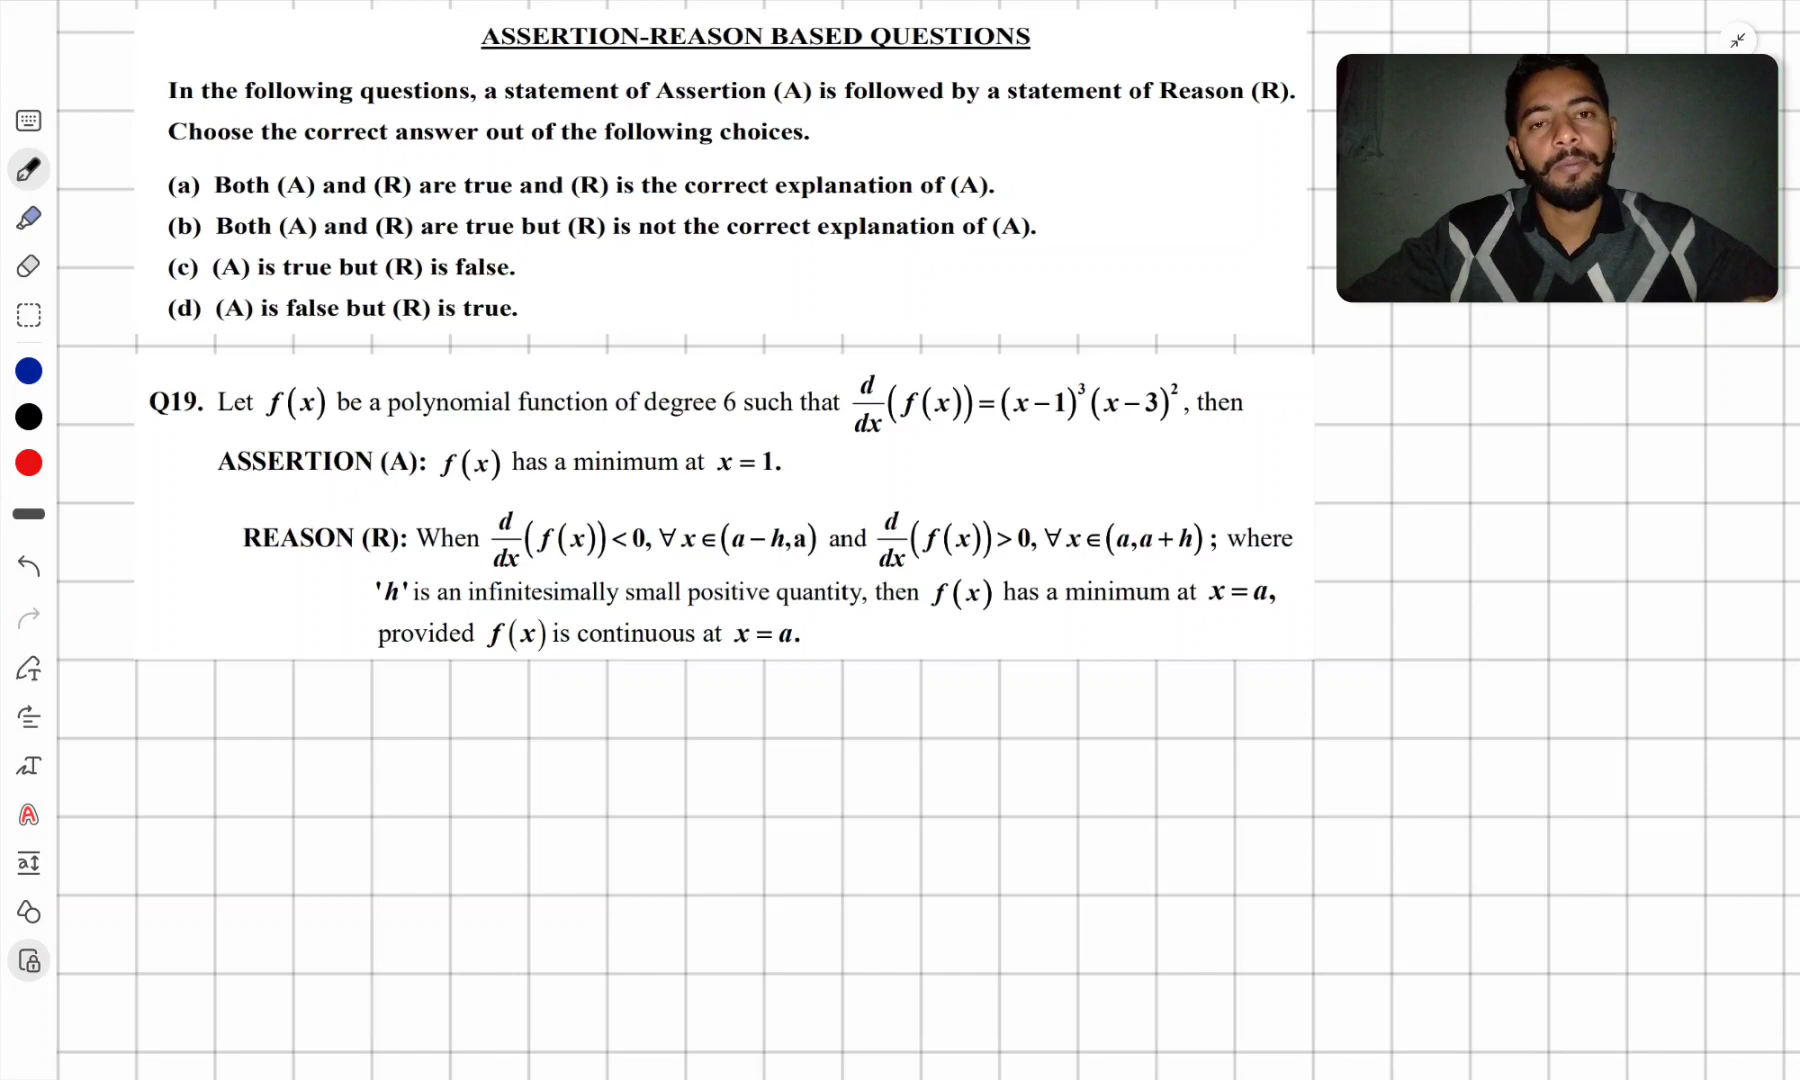 ASSERTION-REASON BASED QUESTIONS
In the following questions, a statement of Assertion (A) is followed by a statement of Reason (R).
Choose the correct answer out of the following choices.
(a) Both (A) and (R) are true and (R) is the correct explanation of (A).
(b) Both (A) and (R) are true but (R) is not the correct explanation of (A).
(c) (A) is true but (R) is false.
(d) (A) is false but (R) is true.
Q19. Let f(x) be a polynomial function of degree 6 such that d/dx (f(x)) = (x−1)³(x−3)², then
ASSERTION (A): f(x) has a minimum at x = 1.
REASON (R): When d/dx (f(x)) < 0, ∀ x ∈ (a − h, a) and d/dx (f(x)) > 0, ∀ x ∈ (a, a + h) ; where
'h' is an infinitesimally small positive quantity, then f(x) has a minimum at x = a,
provided f(x) is continuous at x = a.